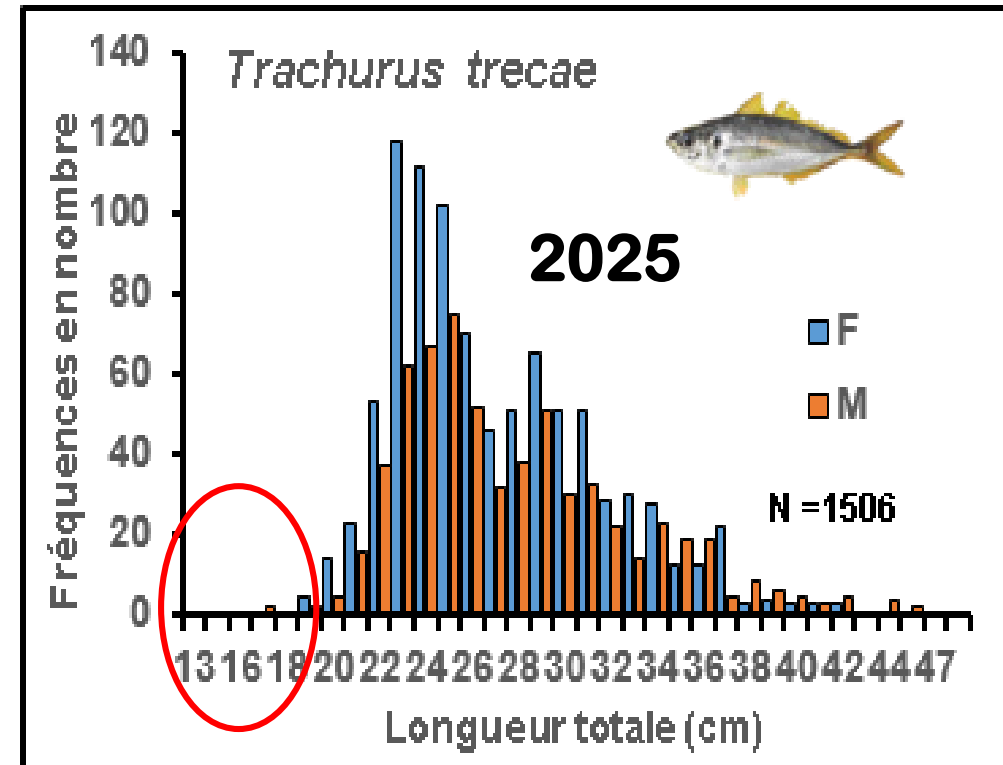 Trachurus trecae
2025
F
M
N =1506
Fréquences en nombre
140
120
100
80
60
40
20
0
13 16 18 20 22 24 26 28 30 32 34 36 38 40 42 44 47
Longueur totale (cm)